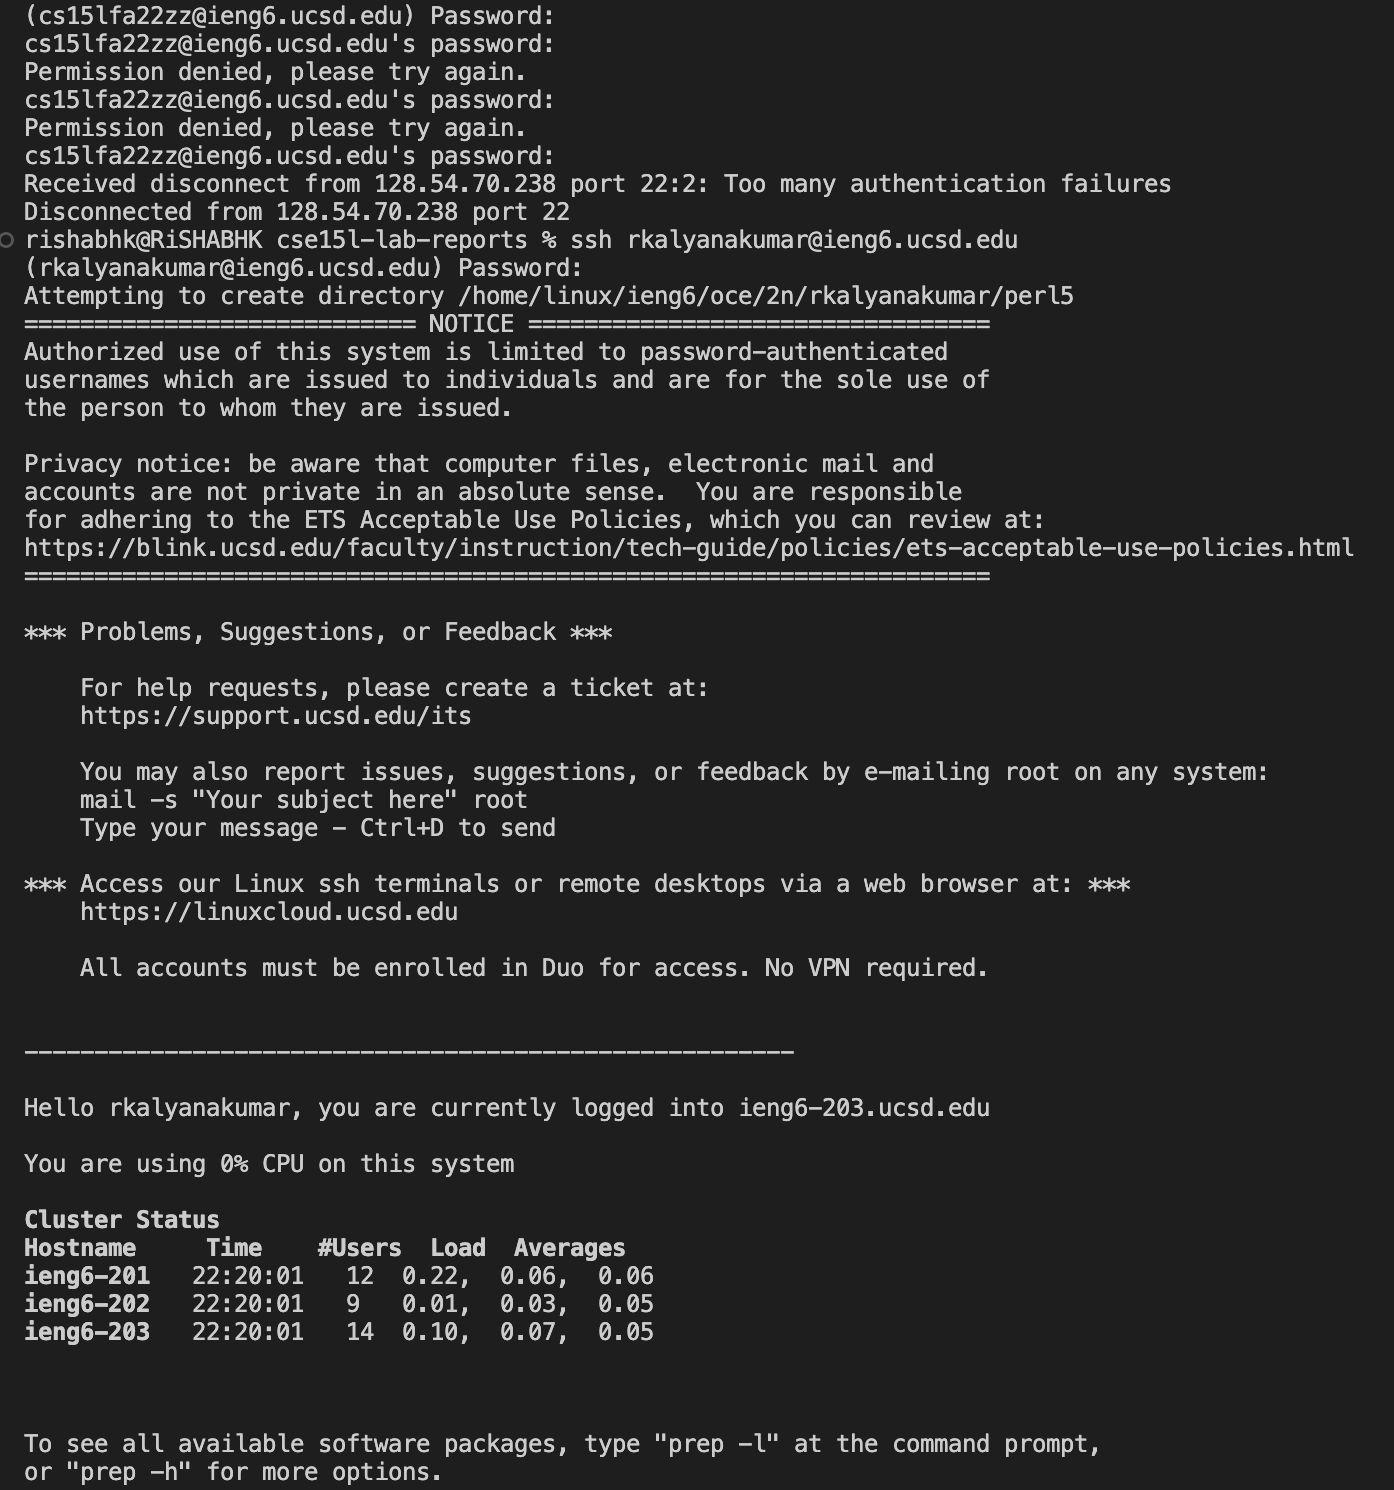 (cs15lfa22zz@ieng6.ucsd.edu) Password:
cs15lfa22zz@ieng6.ucsd.edu's password:
Permission denied, please try again.
cs15lfa22zz@ieng6.ucsd.edu's password:
Permission denied, please try again.
cs15lfa22zz@ieng6.ucsd.edu's password:
Received disconnect from 128.54.70.238 port 22:2: Too many authentication failures
Disconnected from 128.54.70.238 port 22
rishabhk@RiSHABHK cse15l-lab-reports % ssh rkalyanakumar@ieng6.ucsd.edu
(rkalyanakumar@ieng6.ucsd.edu) Password:
Attempting to create directory /home/linux/ieng6/oce/2n/rkalyanakumar/perl5
============================ NOTICE =================================
Authorized use of this system is limited to password-authenticated
usernames which are issued to individuals and are for the sole use of
the person to whom they are issued.

Privacy notice: be aware that computer files, electronic mail and
accounts are not private in an absolute sense.  You are responsible
for adhering to the ETS Acceptable Use Policies, which you can review at:
https://blink.ucsd.edu/faculty/instruction/tech-guide/policies/ets-acceptable-use-policies.html
=====================================================================

*** Problems, Suggestions, or Feedback ***

    For help requests, please create a ticket at:
    https://support.ucsd.edu/its

    You may also report issues, suggestions, or feedback by e-mailing root on any system:
    mail -s "Your subject here" root
    Type your message - Ctrl+D to send

*** Access our Linux ssh terminals or remote desktops via a web browser at: ***
    https://linuxcloud.ucsd.edu

    All accounts must be enrolled in Duo for access. No VPN required.

-------------------------------------------------------

Hello rkalyanakumar, you are currently logged into ieng6-203.ucsd.edu

You are using 0% CPU on this system

Cluster Status
Hostname     Time    #Users  Load  Averages
ieng6-201   22:20:01   12  0.22,  0.06,  0.06
ieng6-202   22:20:01   9   0.01,  0.03,  0.05
ieng6-203   22:20:01   14  0.10,  0.07,  0.05

To see all available software packages, type "prep -l" at the command prompt,
or "prep -h" for more options.